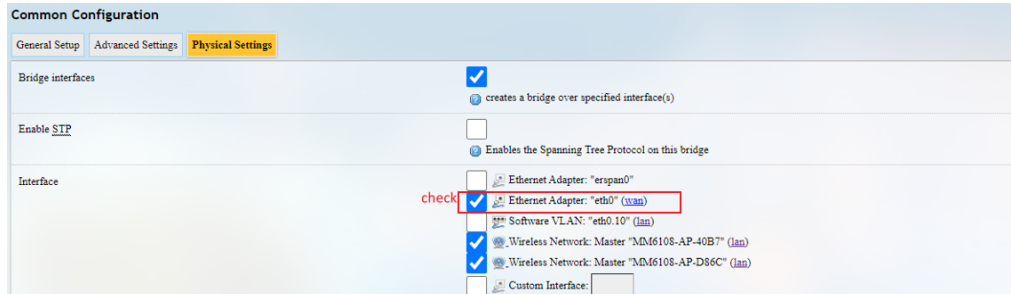 Common Configuration
General Setup Advanced Settings Physical Settings
Bridge interfaces
creates a bridge over specified interface(s)
Enable STP
Enables the Spanning Tree Protocol on this bridge
Interface
Ethernet Adapter: "erspan0"
check Ethernet Adapter: "eth0" (wan)
Software VLAN: "eth0.10" (lan)
Wireless Network: Master "MM6108-AP-40B7" (lan)
Wireless Network: Master "MM6108-AP-D86C" (lan)
Custom Interface: